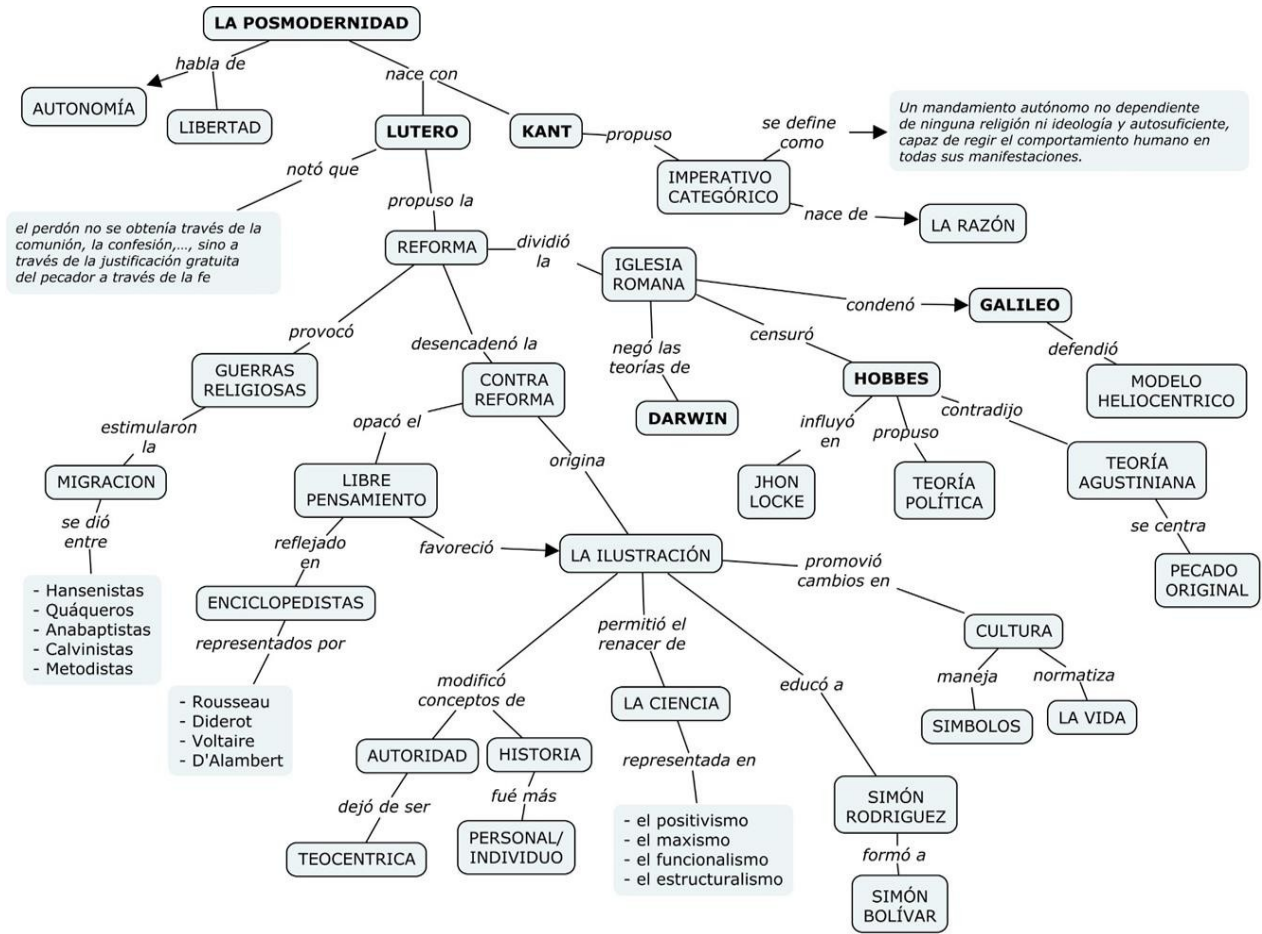 LA POSMODERNIDAD
habla de
nace con
AUTONOMÍA
LIBERTAD
LUTERO
KANT
propuso
se define
como
Un mandamiento autónomo no dependiente
de ninguna religión ni ideología y autosuficiente,
capaz de regir el comportamiento humano en
todas sus manifestaciones.
IMPERATIVO
CATEGÓRICO
nace de
LA RAZÓN
notó que
propuso la
el perdón no se obtenía través de la
comunión, la confesión,..., sino a
través de la justificación gratuita
del pecador a través de la fe
REFORMA
dividió
la
IGLESIA
ROMANA
condenó
GALILEO
defendió
MODELO
HELIOCENTRICO
censuró
negó las
teorías de
DARWIN
HOBBES
influyó
en
propuso
contradijo
JHON
LOCKE
TEORÍA
POLÍTICA
TEORÍA
AGUSTINIANA
se centra
PECADO
ORIGINAL
provocó
desencadenó la
GUERRAS
RELIGIOSAS
CONTRA
REFORMA
estimularon
la
opacó el
origina
MIGRACION
LIBRE
PENSAMIENTO
se dió
entre
reflejado
en
favoreció
LA ILUSTRACIÓN
promovió
cambios en
- Hansenistas
- Quáqueros
- Anabaptistas
- Calvinistas
- Metodistas
ENCICLOPEDISTAS
representados por
- Rousseau
- Diderot
- Voltaire
- D'Alambert
permitió el
renacer de
CULTURA
maneja
normatiza
SIMBOLOS
LA VIDA
modificó
conceptos de
LA CIENCIA
educó a
AUTORIDAD
HISTORIA
representada en
dejó de ser
fué más
TEOCENTRICA
PERSONAL/
INDIVIDUO
- el positivismo
- el maxismo
- el funcionalismo
- el estructuralismo
SIMÓN
RODRIGUEZ
formó a
SIMÓN
BOLÍVAR